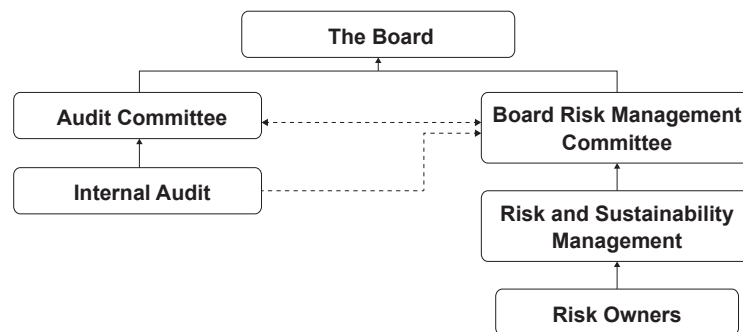 The Board
Audit Committee
Board Risk Management
Committee
Internal Audit
Risk and Sustainability
Management
Risk Owners